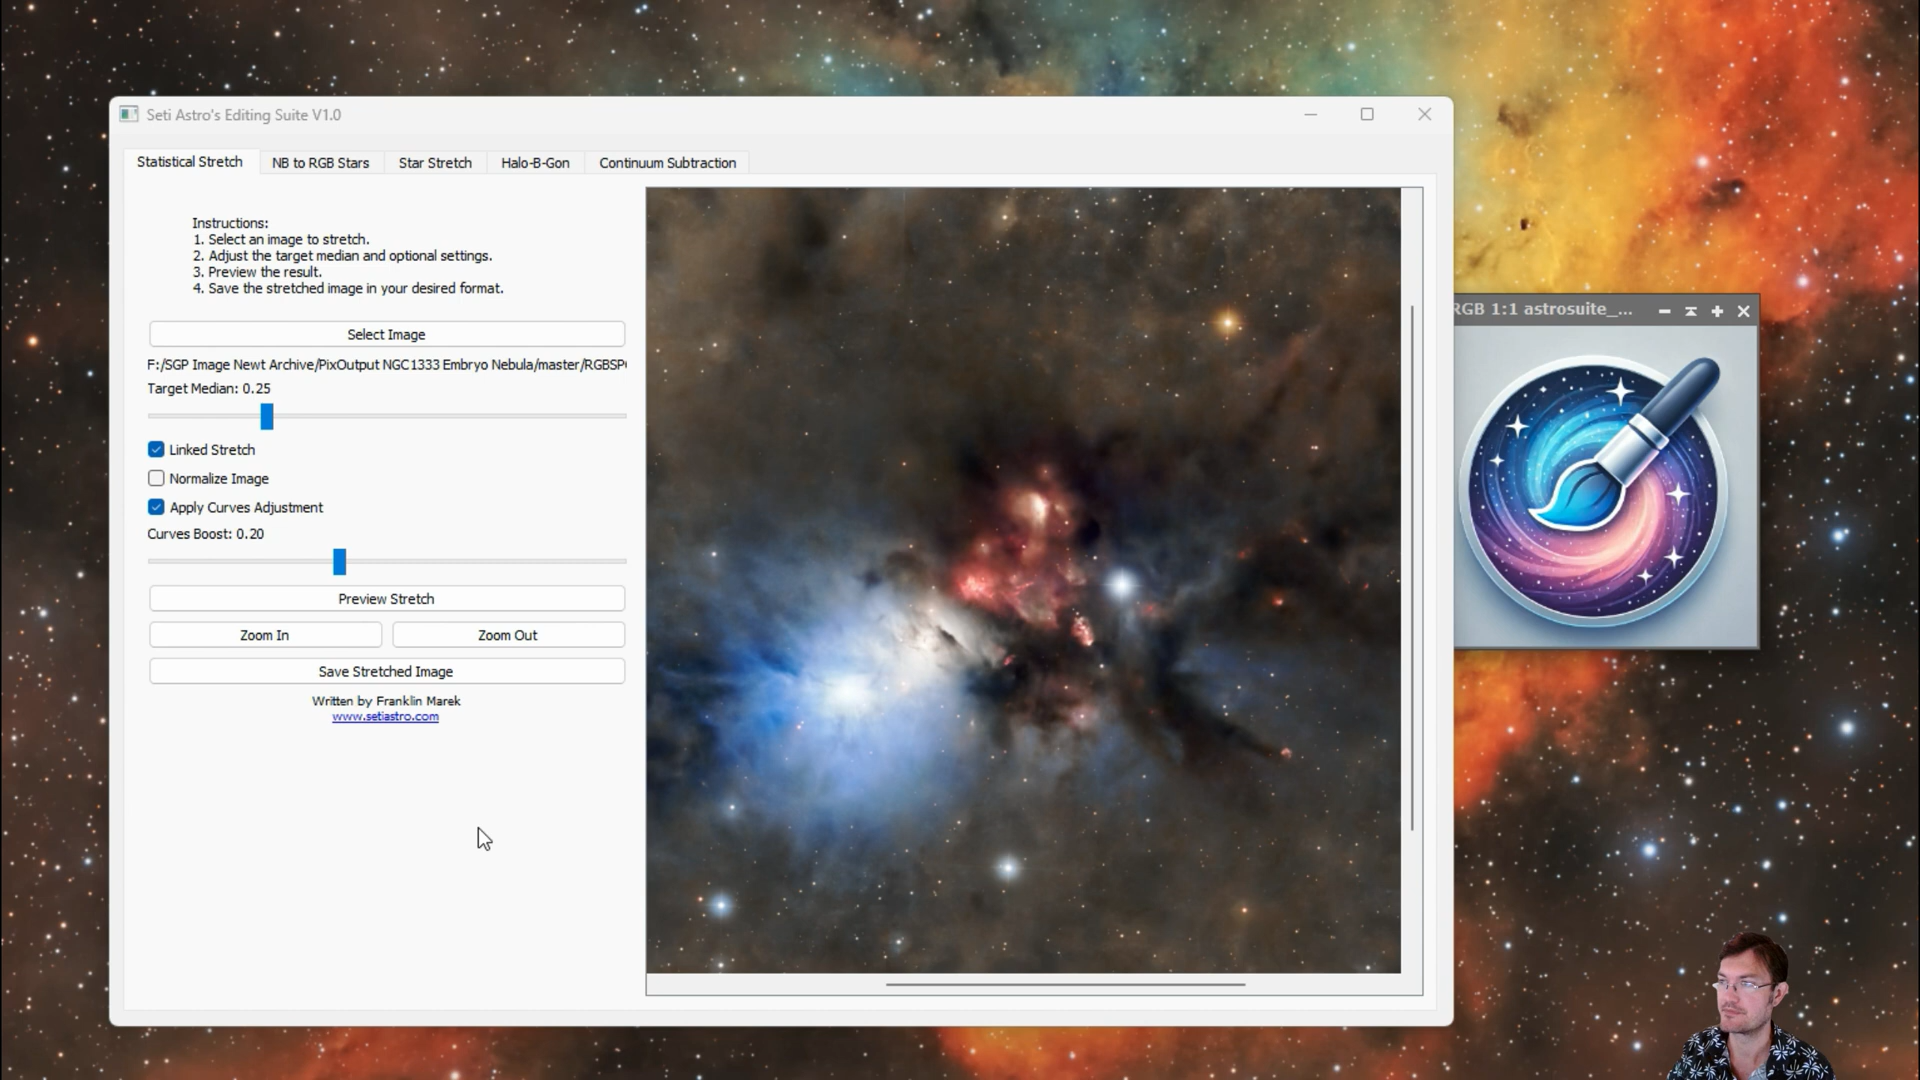 Seti Astro's Editing Suite V1.0
Statistical Stretch
NB to RGB Stars
Star Stretch
Halo-B-Gon
Continuum Subtraction
Instructions:
1. Select an image to stretch.
2. Adjust the target median and optional settings.
3. Preview the result.
4. Save the stretched image in your desired format.
Select Image
F:/SGP Image Newt Archive/PixOutput NGC1333 Embryo Nebula/master/RGBSP
Target Median: 0.25
Linked Stretch
Normalize Image
Apply Curves Adjustment
Curves Boost: 0.20
Preview Stretch
Zoom In
Zoom Out
Save Stretched Image
Written by Franklin Marek
www.setiastro.com
RGB 1:1 astrosuite_...